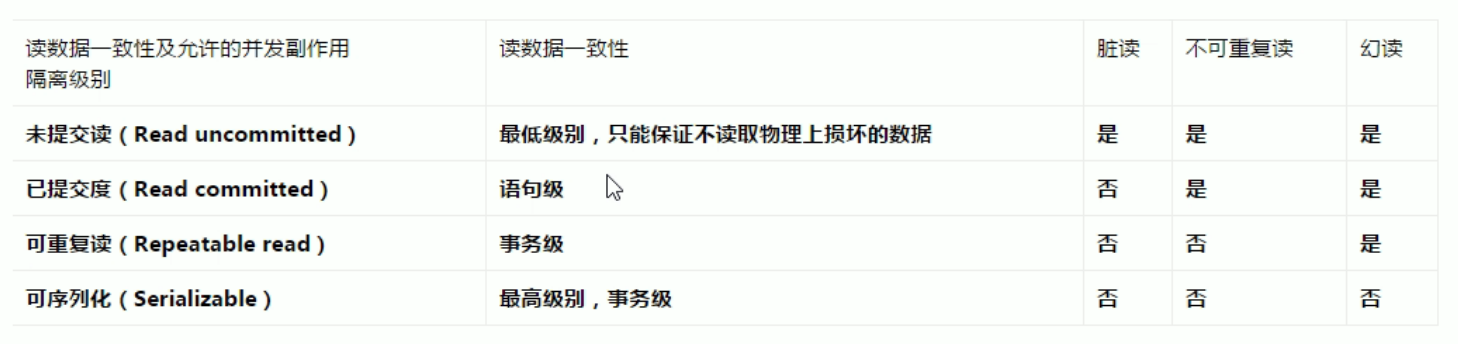 读数据一致性及允许的并发副作用 读数据一致性 脏读 不可重复读 幻读
隔离级别
未提交读（Read uncommitted） 最低级别，只能保证不读取物理上损坏的数据 是 是 是
已提交度（Read committed） 语句级 否 是 是
可重复读（Repeatable read） 事务级 否 否 是
可序列化（Serializable） 最高级别，事务级 否 否 否